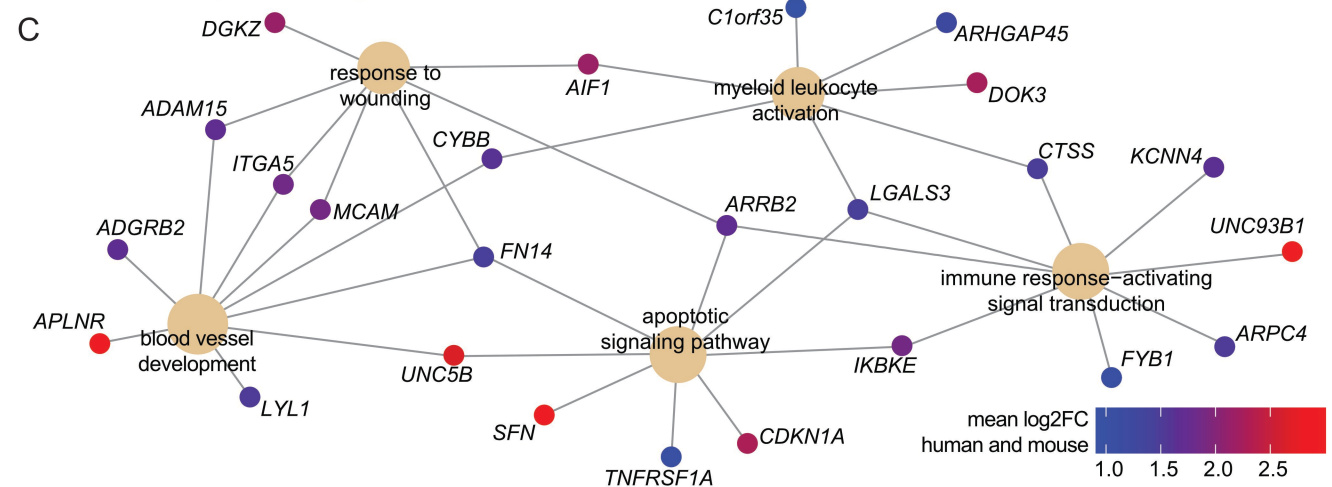 C
DGKZ
C1orf35
ARHGAP45
response to
wounding
AIF1
myeloid leukocyte
activation
DOK3
ADAM15
CYBB
ITGA5
CTSS
KCNN4
MCAM
ARRB2
LGALS3
ADGRB2
UNC93B1
FN14
immune response−activating
signal transduction
APLNR
blood vessel
development
apoptotic
signaling pathway
UNC5B
IKBKE
ARPC4
FYB1
LYL1
SFN
CDKN1A
TNFRSF1A
mean log2FC
human and mouse
1.0 1.5 2.0 2.5